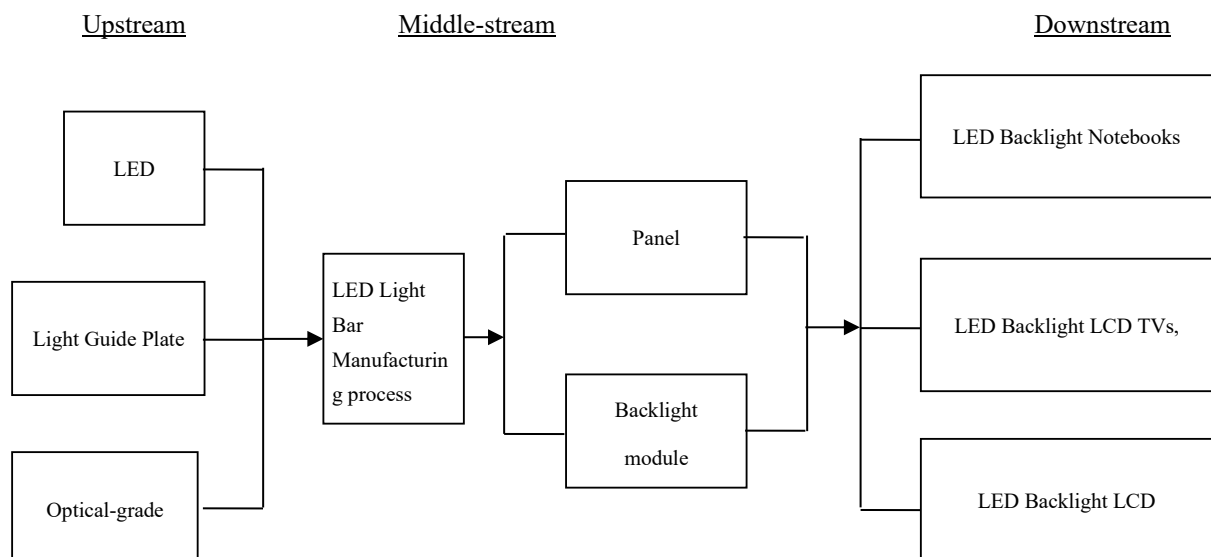 Upstream
Middle-stream
Downstream
LED
Light Guide Plate
Optical-grade
LED Light
Bar
Manufacturin
g process
Panel
Backlight
module
LED Backlight Notebooks
LED Backlight LCD TVs,
LED Backlight LCD